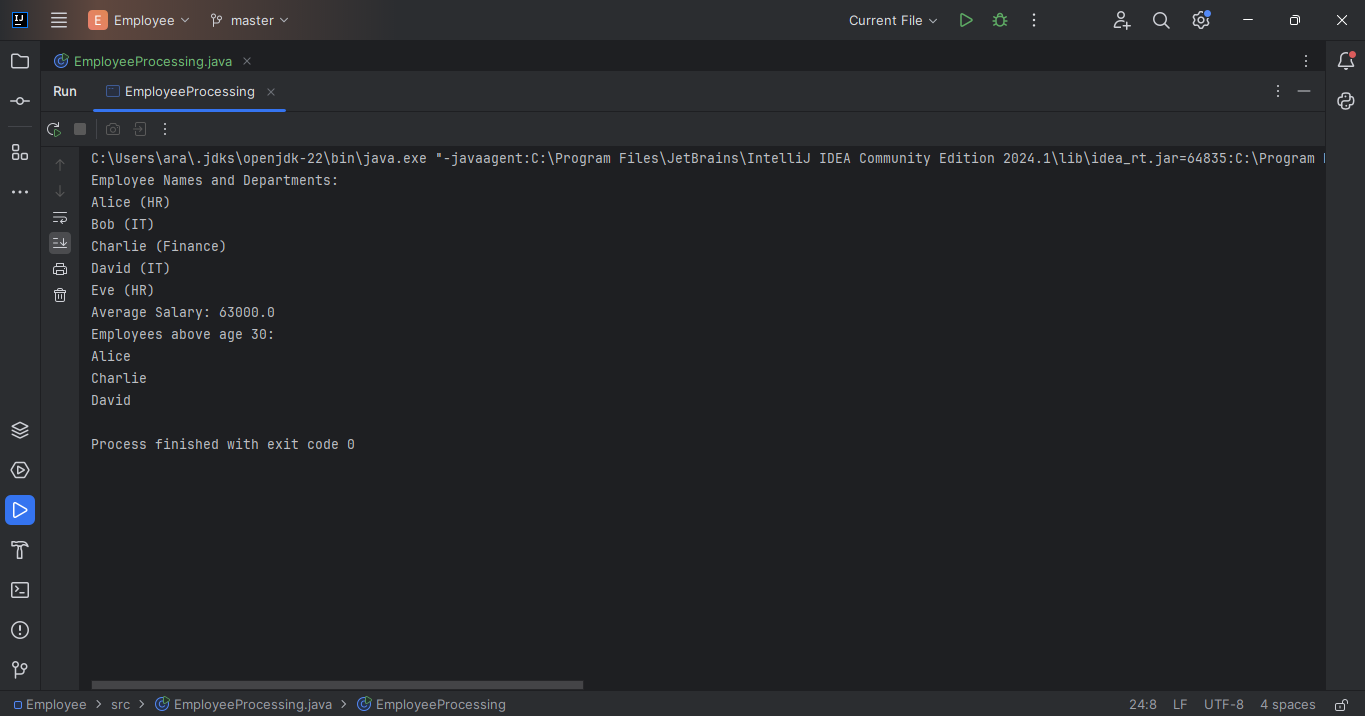 E Employee master Current File
EmployeeProcessing.java
Run EmployeeProcessing
C:\Users\ara\.jdks\openjdk-22\bin\java.exe "-javaagent:C:\Program Files\JetBrains\IntelliJ IDEA Community Edition 2024.1\lib\idea_rt.jar=64835:C:\Program
Employee Names and Departments:
Alice (HR)
Bob (IT)
Charlie (Finance)
David (IT)
Eve (HR)
Average Salary: 63000.0
Employees above age 30:
Alice
Charlie
David
Process finished with exit code 0
Employee > src > EmployeeProcessing.java > EmployeeProcessing 24:8 LF UTF-8 4 spaces